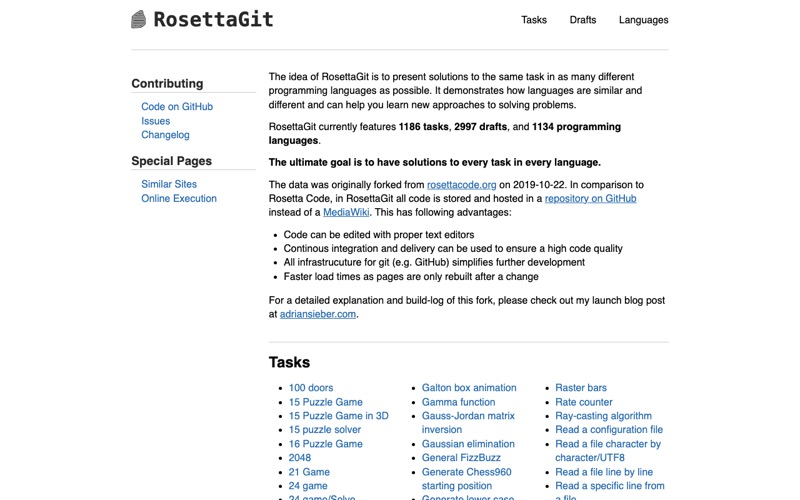 RosettaGit
Tasks Drafts Languages
Contributing
Code on GitHub
Issues
Changelog
Special Pages
Similar Sites
Online Execution
The idea of RosettaGit is to present solutions to the same task in as many different
programming languages as possible. It demonstrates how languages are similar and
different and can help you learn new approaches to solving problems.
RosettaGit currently features 1186 tasks, 2997 drafts, and 1134 programming
languages.
The ultimate goal is to have solutions to every task in every language.
The data was originally forked from rosettacode.org on 2019-10-22. In comparison to
Rosetta Code, in RosettaGit all code is stored and hosted in a repository on GitHub
instead of a MediaWiki. This has following advantages:
Code can be edited with proper text editors
Continous integration and delivery can be used to ensure a high code quality
All infrastrucuture for git (e.g. GitHub) simplifies further development
Faster load times as pages are only rebuilt after a change
For a detailed explanation and build-log of this fork, please check out my launch blog post
at adriansieber.com.
Tasks
100 doors
15 Puzzle Game
15 Puzzle Game in 3D
15 puzzle solver
16 Puzzle Game
2048
21 Game
24 game
24 game/Solve
Galton box animation
Gamma function
Gauss-Jordan matrix
inversion
Gaussian elimination
General FizzBuzz
Generate Chess960
starting position
Generate lower case
Raster bars
Rate counter
Ray-casting algorithm
Read a configuration file
Read a file character by
character/UTF8
Read a file line by line
Read a specific line from
a file